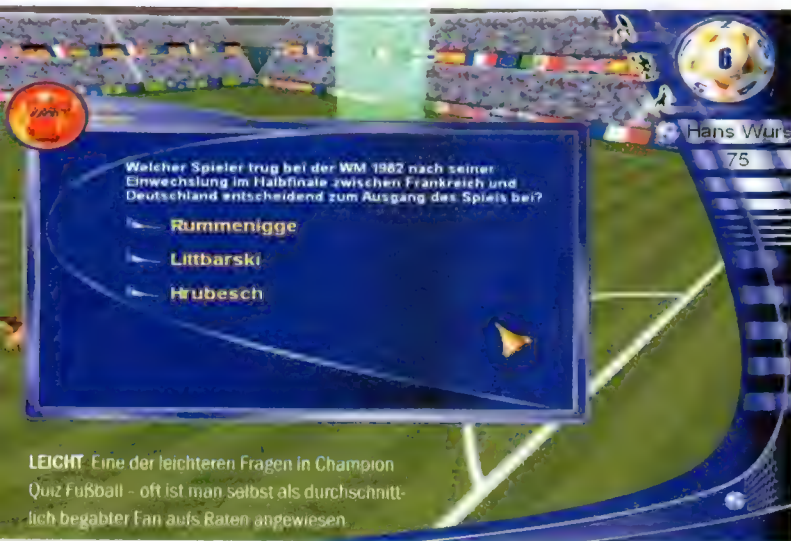 6
Hans Wurs
75
Welcher Spieler trug bei der WM 1982 nach seiner
Einwechslung im Halbfinale zwischen Frankreich und
Deutschland entscheidend zum Ausgang des Spiels bei?
Rummenigge
Littbarski
Hrubesch
LEICHT Eine der leichteren Fragen in Champion
Quiz Fußball – oft ist man selbst als durchschnitt-
lich begabter Fan aufs Raten angewiesen